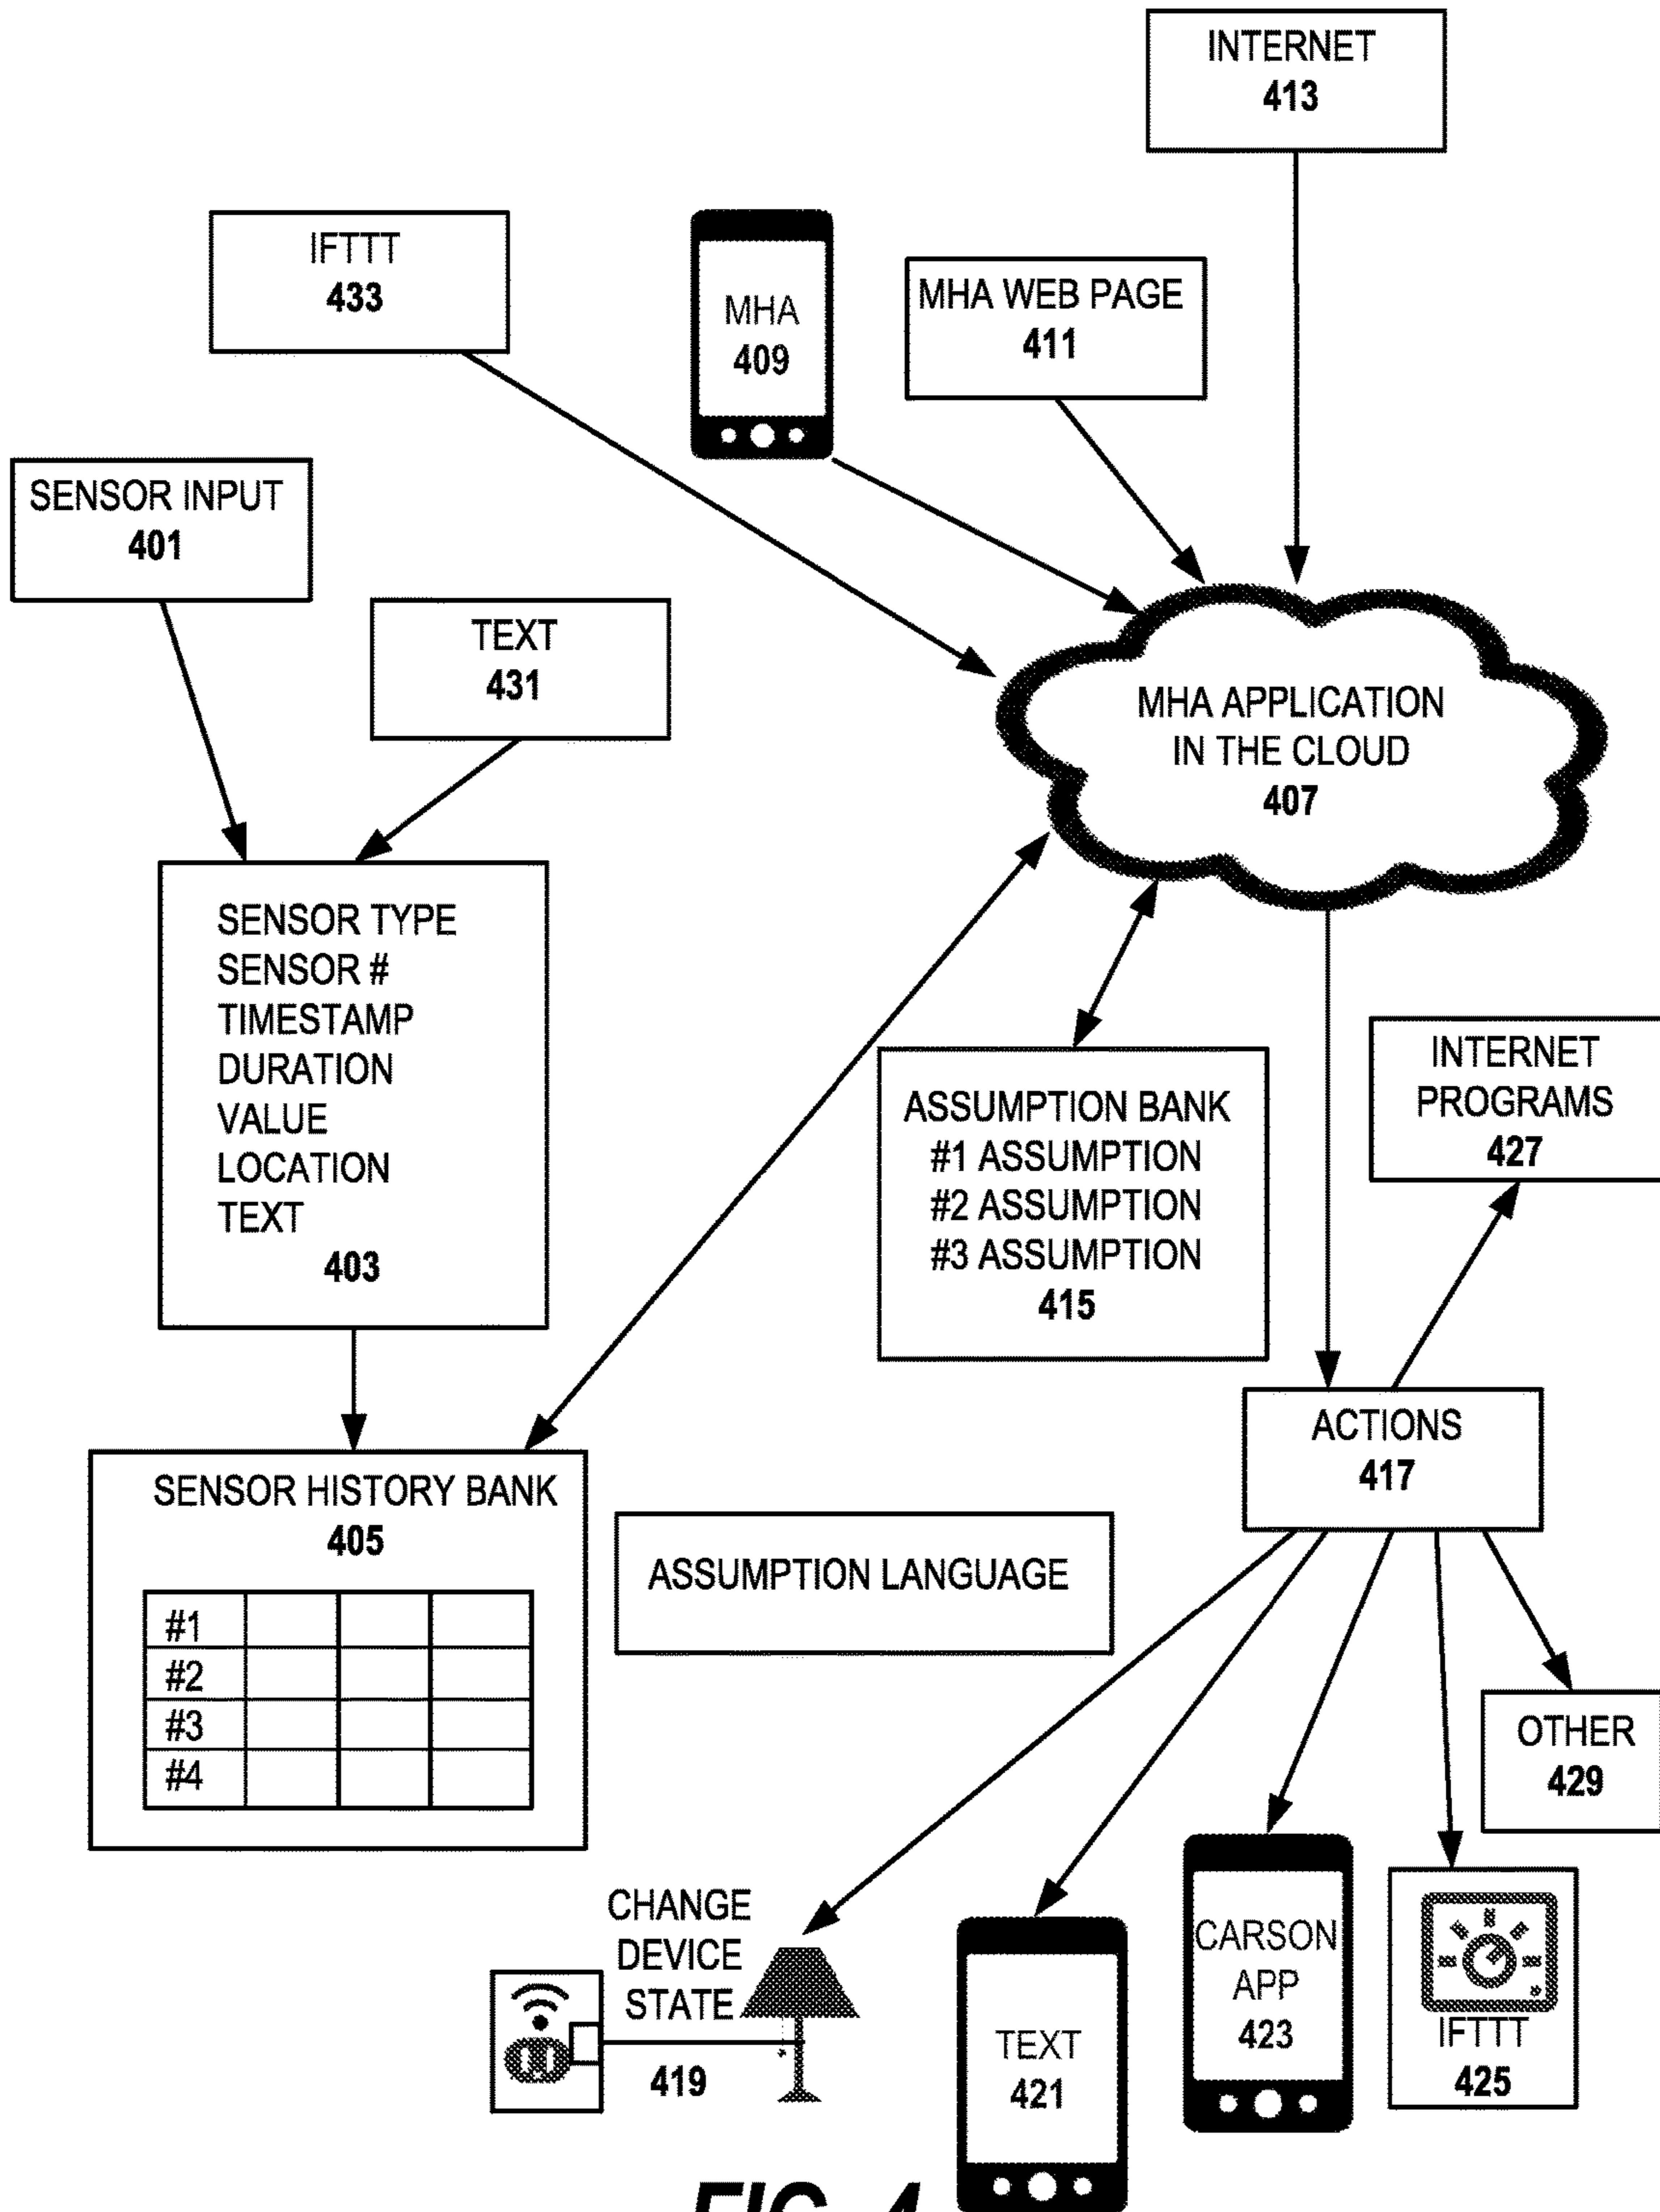 INTERNET
413
IFTTT
433
MHA
409
MHA WEB PAGE
411
SENSOR INPUT
401
TEXT
431
MHA APPLICATION
IN THE CLOUD
407
SENSOR TYPE
SENSOR #
TIMESTAMP
DURATION
VALUE
LOCATION
TEXT
403
ASSUMPTION BANK
#1 ASSUMPTION
#2 ASSUMPTION
#3 ASSUMPTION
415
INTERNET
PROGRAMS
427
ACTIONS
417
SENSOR HISTORY BANK
405
#1
#2
#3
#4
ASSUMPTION LANGUAGE
OTHER
429
CHANGE
DEVICE
STATE
419
TEXT
421
CARSON
APP
423
IFTTT
425
FIG. 4